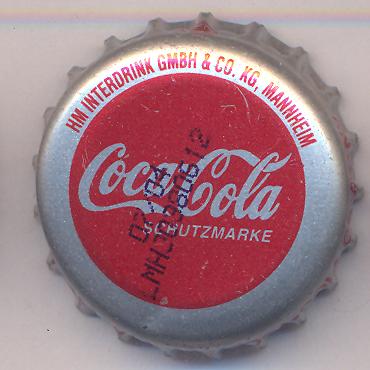 HM INTERDRINK GMBH & CO. KG, MANNHEIM
Coca-Cola
SCHUTZMARKE